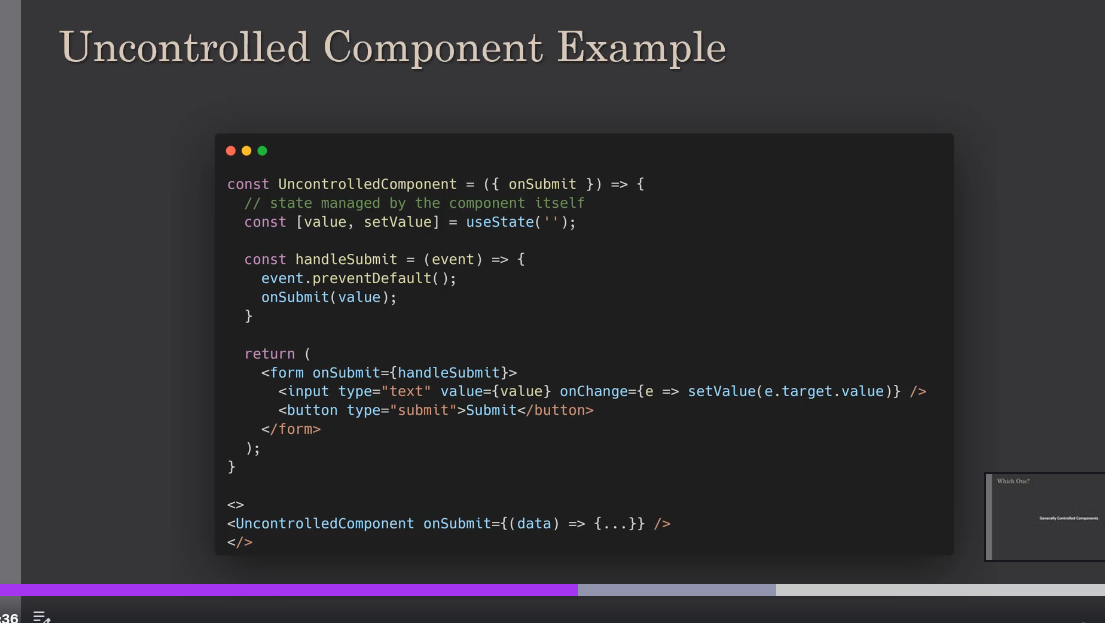 Uncontrolled Component Example
const UncontrolledComponent = ({ onSubmit }) => {
  // state managed by the component itself
  const [value, setValue] = useState('');

  const handleSubmit = (event) => {
    event.preventDefault();
    onSubmit(value);
  }

  return (
    <form onSubmit={handleSubmit}>
      <input type="text" value={value} onChange={e => setValue(e.target.value)} />
      <button type="submit">Submit</button>
    </form>
  );
}

<>
<UncontrolledComponent onSubmit={(data) => {...}} />
</>
Which One?
Generally Controlled Components
:36